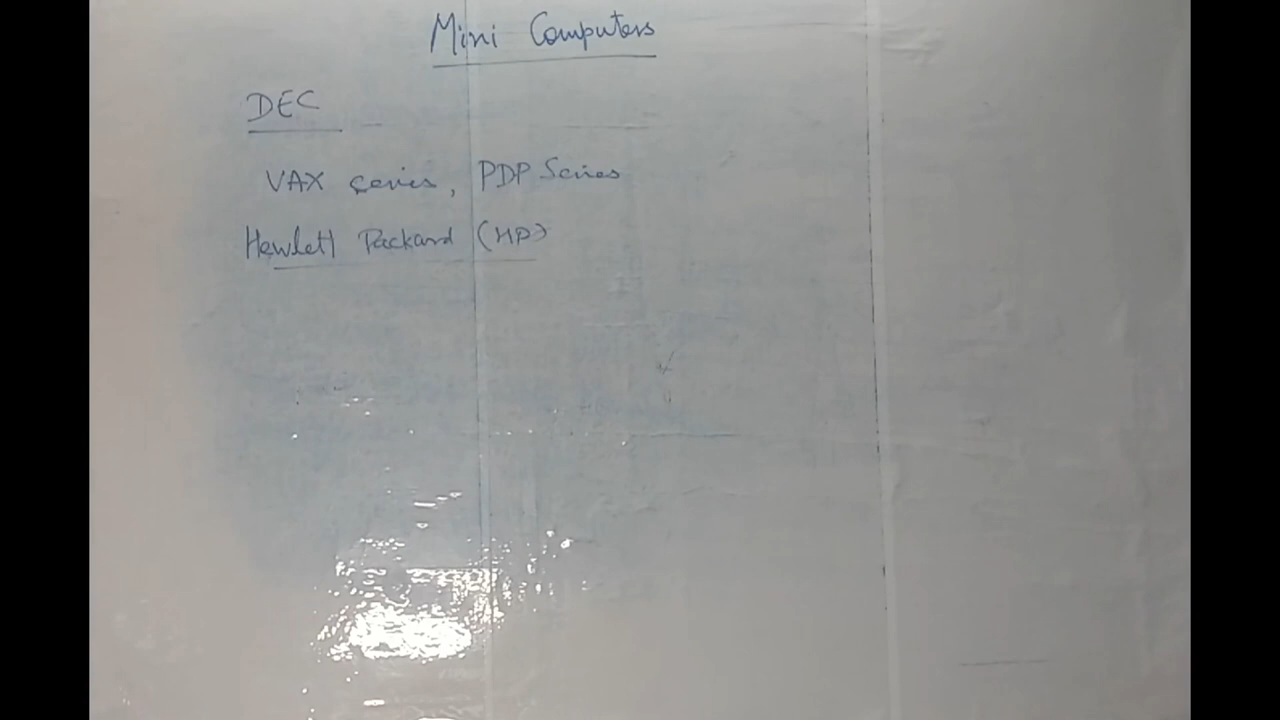 Mini Computers
DEC
VAX series, PDP Series
Hewlett Packard (HP)